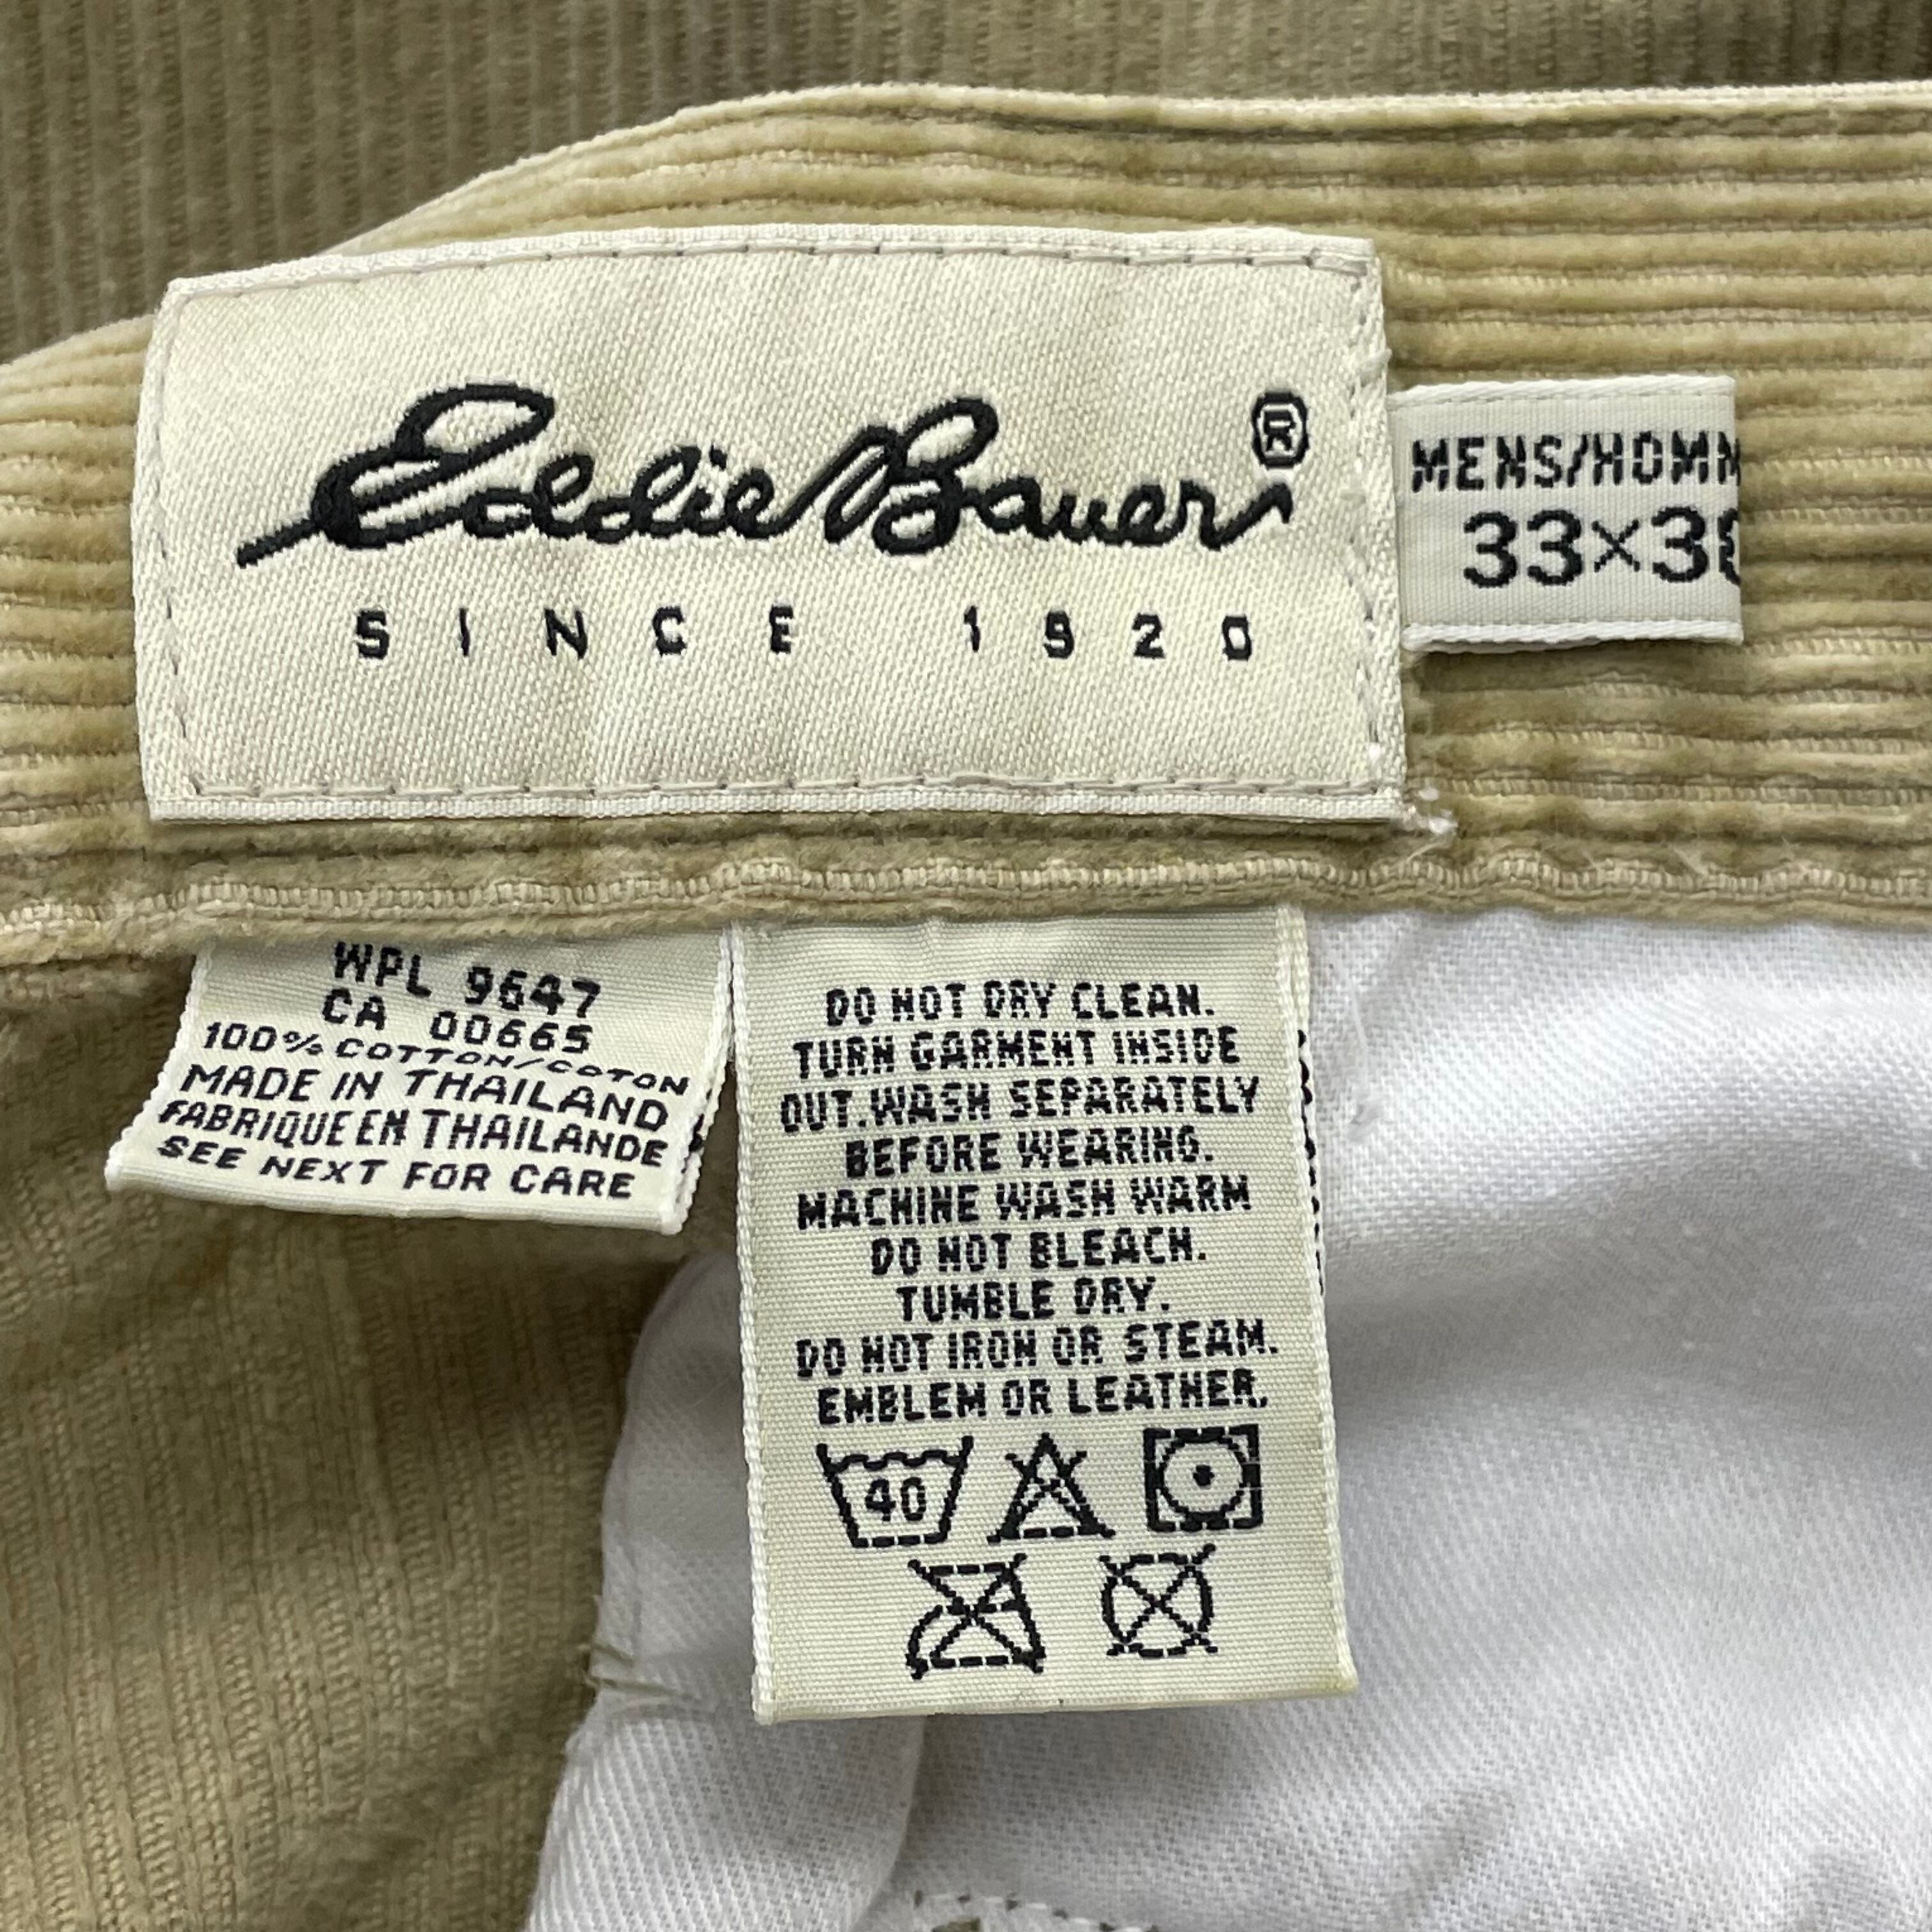 Eddie Bauer®
SINCE 1920
MENS/HOMM
WPL 9647
CA 00665
100% COTTON/COTON
MADE IN THAILAND
FABRIQUE EN THAILANDE
SEE NEXT FOR CARE
DO NOT DRY CLEAN.
TURN GARMENT INSIDE
OUT.WASH SEPARATELY
BEFORE WEARING.
MACHINE WASH WARM
DO NOT BLEACH.
TUMBLE DRY.
DO NOT IRON OR STEAM.
EMBLEM OR LEATHER.
40